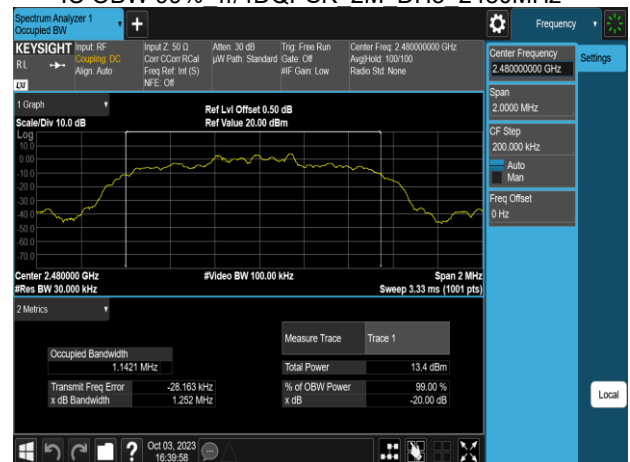 IC OBW 99%_π/4DQPSK_2M_DH5_2480MHz
Spectrum Analyzer 1
Occupied BW
Frequency
KEYSIGHT
RL
LXI
Input: RF
Coupling: DC
Align: Auto
Input Z: 50 Ω
Corr CCorr RCal
Freq Ref: Int (S)
NFE: Off
Atten: 30 dB
µW Path: Standard
Trig: Free Run
Gate: Off
#IF Gain: Low
Center Freq: 2.480000000 GHz
Avg|Hold: 100/100
Radio Std: None
Center Frequency
2.480000000 GHz
Settings
Span
2.0000 MHz
CF Step
200.000 kHz
Auto
Man
Freq Offset
0 Hz
1 Graph
Scale/Div 10.0 dB
Ref Lvl Offset 0.50 dB
Ref Value 20.00 dBm
Log
10.0
0.00
-10.0
-20.0
-30.0
-40.0
-50.0
-60.0
-70.0
Center 2.480000 GHz
#Video BW 100.00 kHz
Span 2 MHz
#Res BW 30.000 kHz
Sweep 3.33 ms (1001 pts)
2 Metrics
Measure Trace
Trace 1
Occupied Bandwidth
1.1421 MHz
Total Power
13.4 dBm
Transmit Freq Error
-28.163 kHz
% of OBW Power
99.00 %
x dB Bandwidth
1.252 MHz
x dB
-20.00 dB
Local
?
Oct 03, 2023
16:39:58